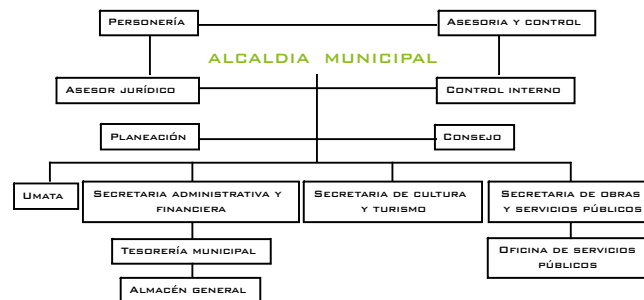 PERSONERÍA
ASESORIA Y CONTROL
ALCALDIA MUNICIPAL
ASESOR JURÍDICO
CONTROL INTERNO
PLANEACIÓN
CONSEJO
UMATA
SECRETARIA ADMINISTRATIVA Y
FINANCIERA
SECRETARIA DE CULTURA
Y TURISMO
SECRETARIA DE OBRAS
Y SERVICIOS PÚBLICOS
TESORERÍA MUNICIPAL
OFICINA DE SERVICIOS
PÚBLICOS
ALMACÉN GENERAL